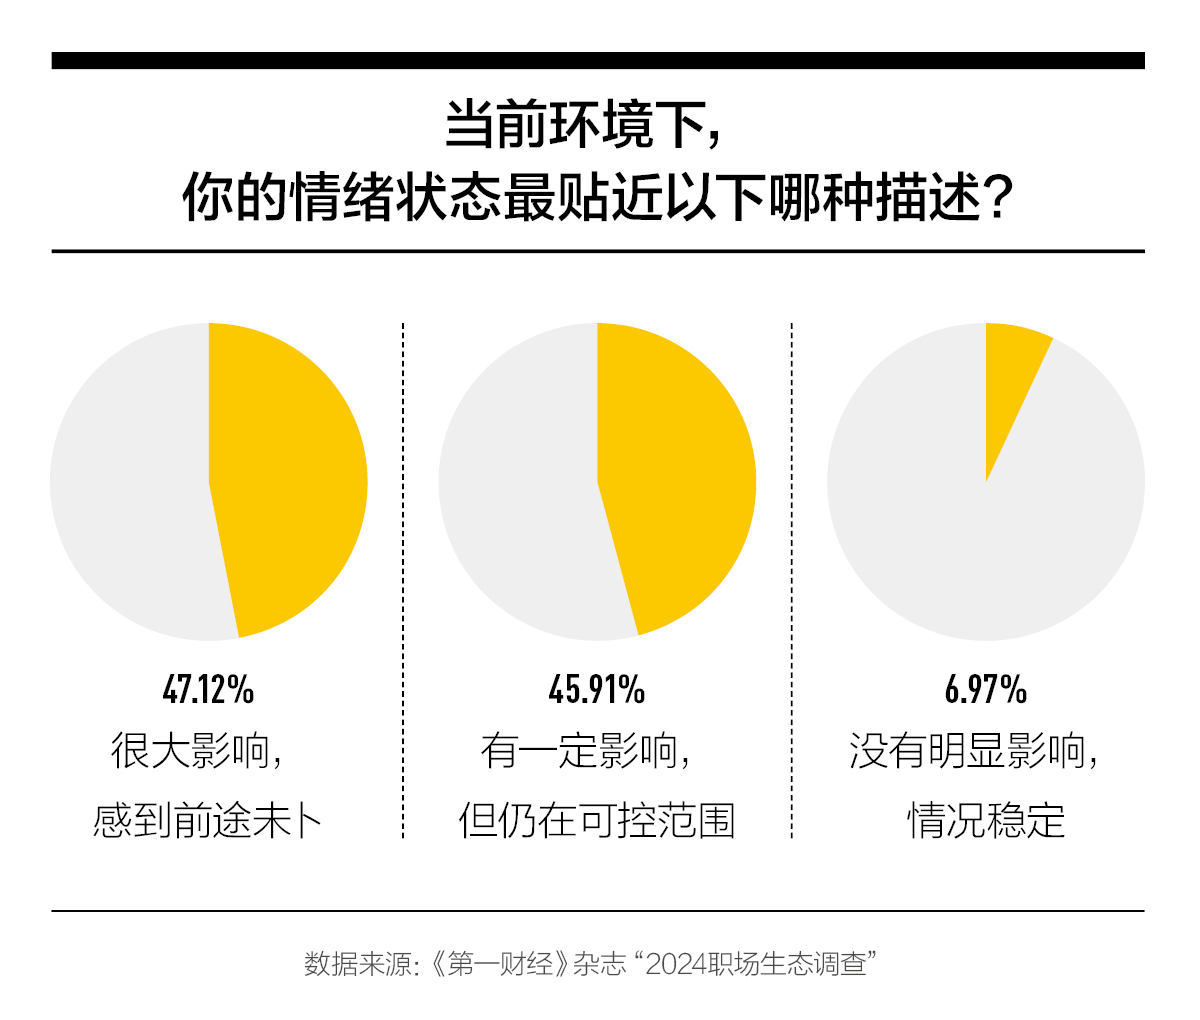 当前环境下，
你的情绪状态最贴近以下哪种描述？
47.12%
很大影响，
感到前途未卜
45.91%
有一定影响，
但仍在可控范围
6.97%
没有明显影响，
情况稳定
数据来源：《第一财经》杂志“2024职场生态调查”